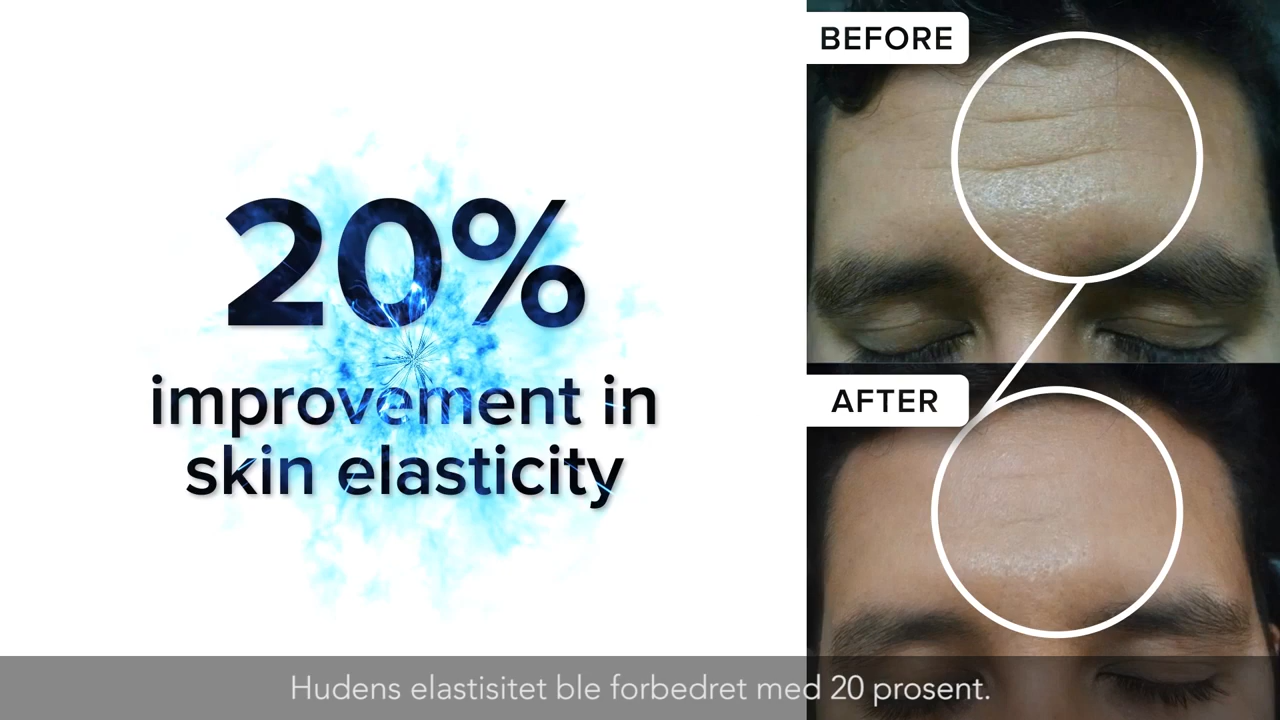 20%
improvement in
skin elasticity
BEFORE
AFTER
Hudens elastisitet ble forbedret med 20 prosent.